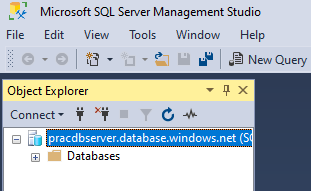 Microsoft SQL Server Management Studio
File Edit View Tools Window Help
New Query
Object Explorer
Connect
pracdbserver.database.windows.net (SQ
Databases